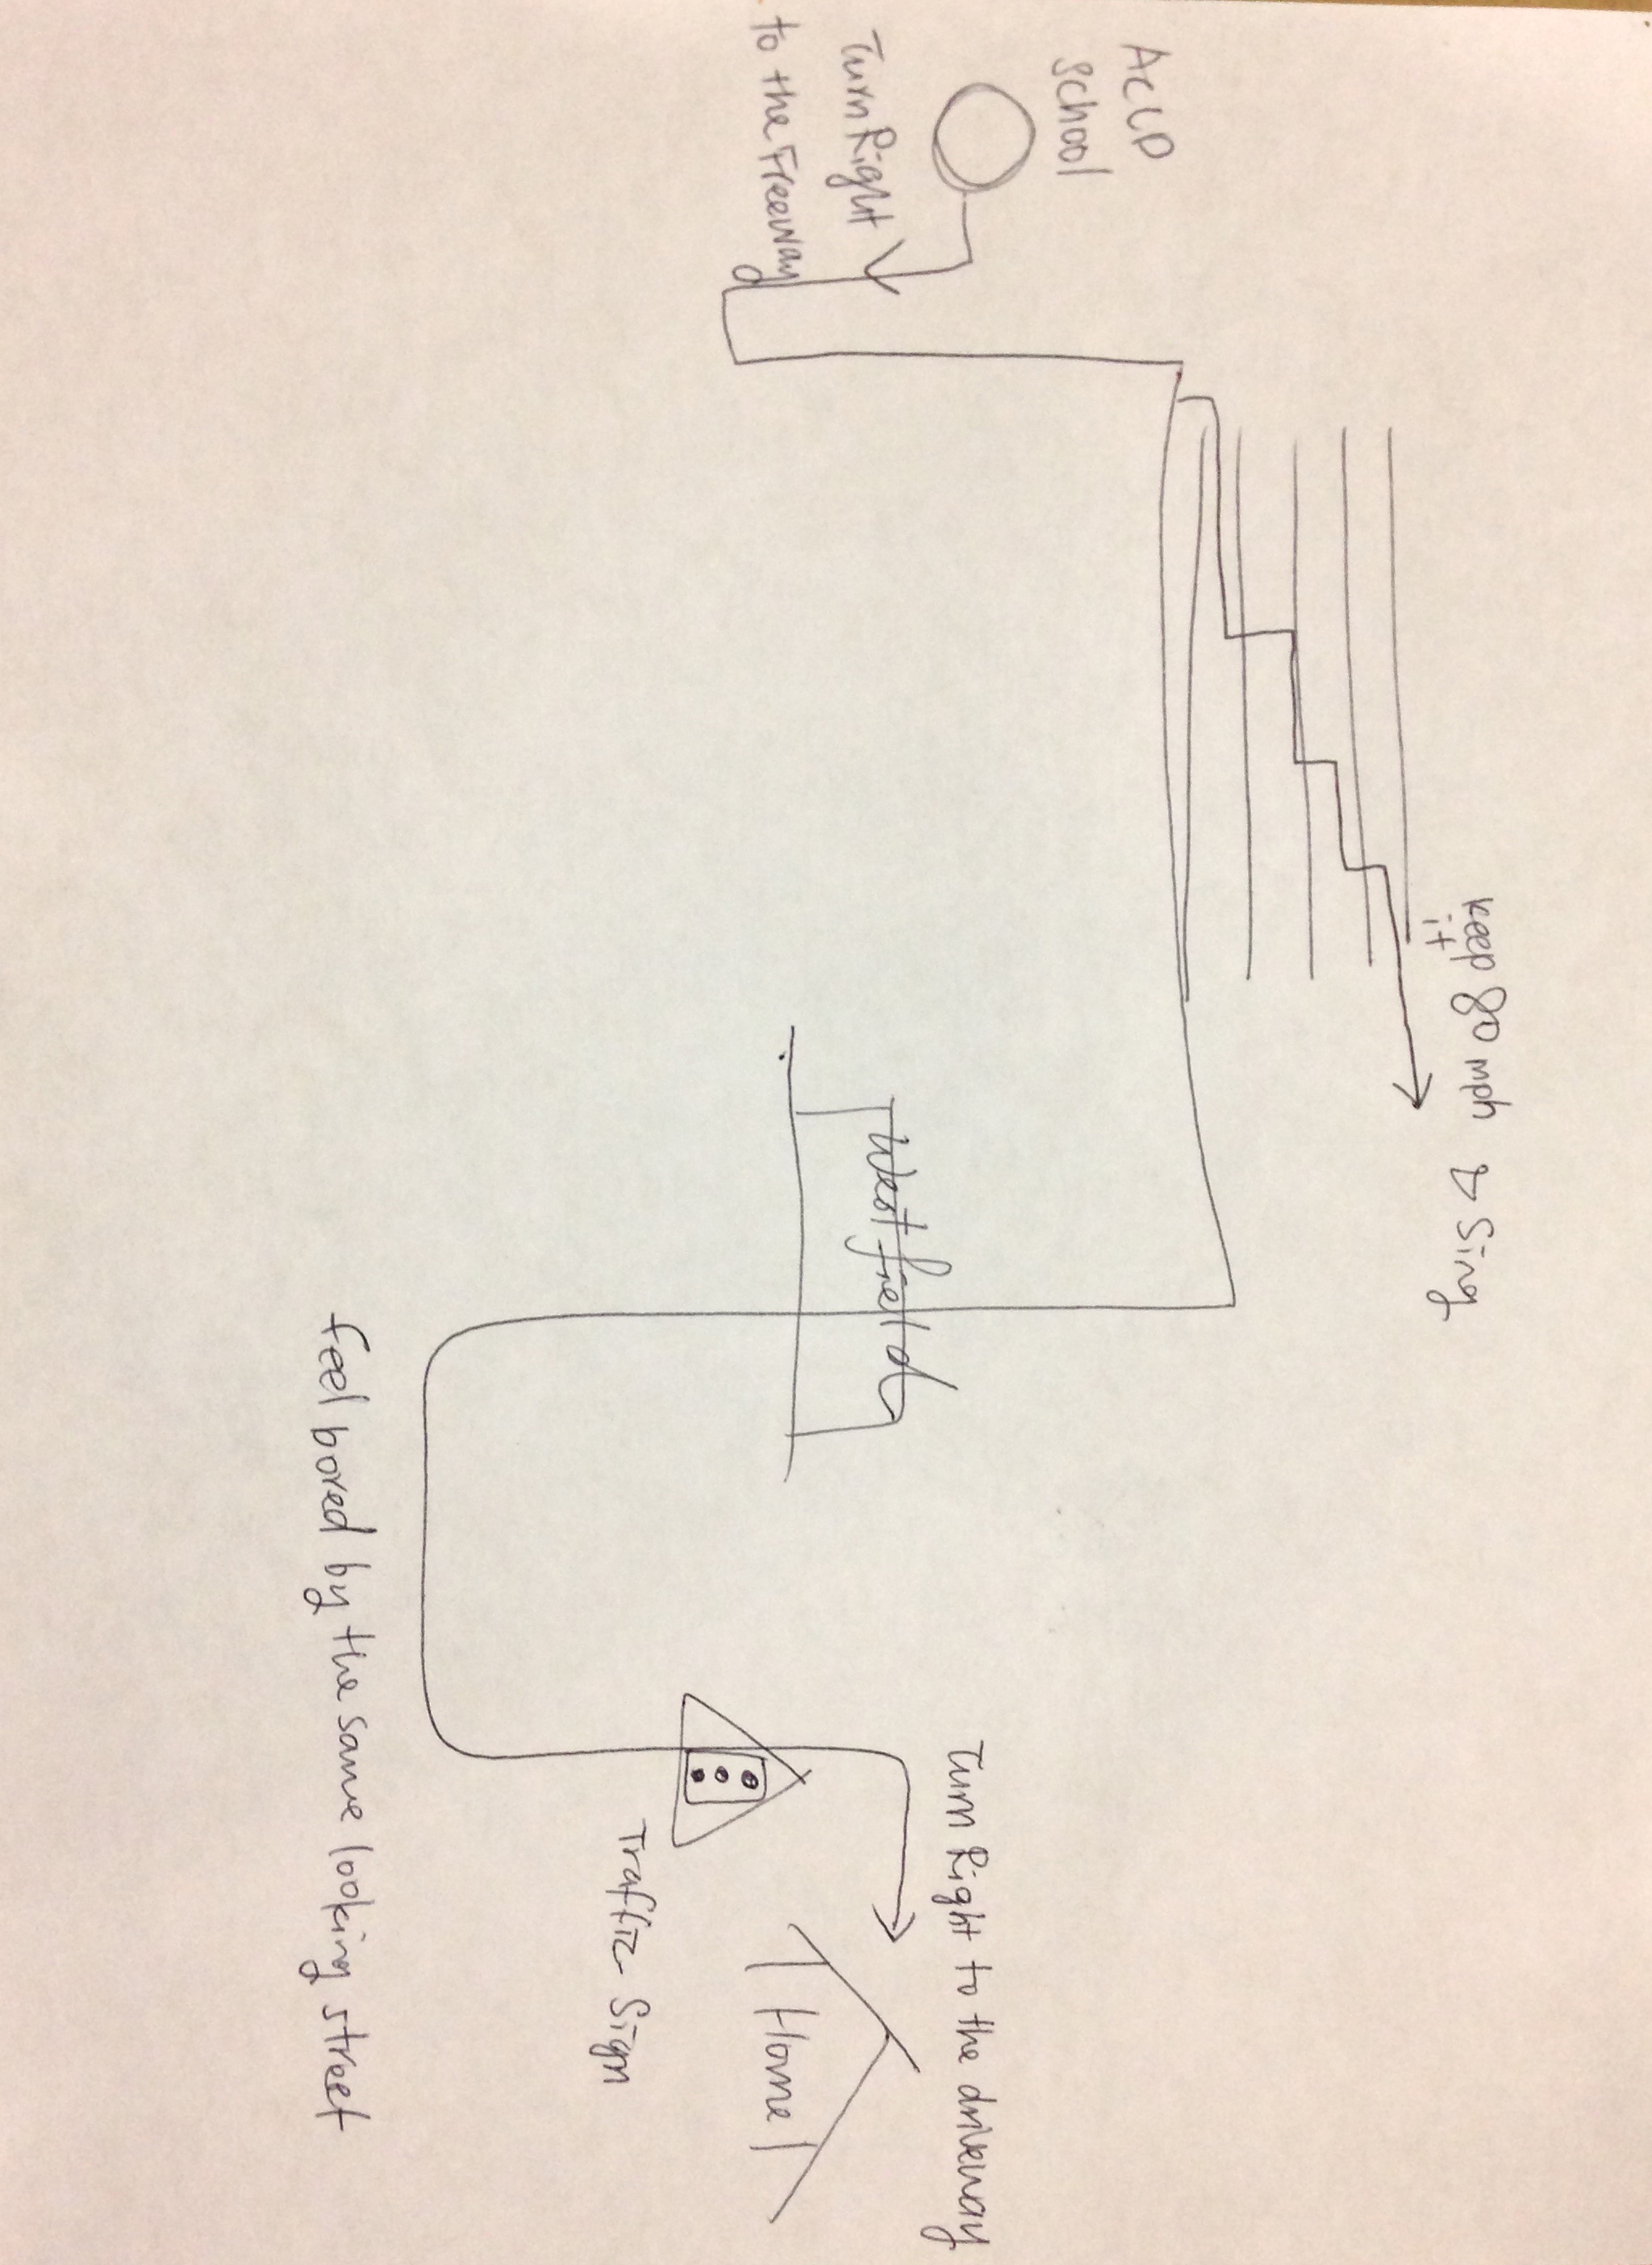 ACCD
School
Turn Right
to the Freeway
keep 80 mph & Sing
it
Westfield
Turn Right to the driveway
Home
Traffic Sign
feel bored by the same looking street